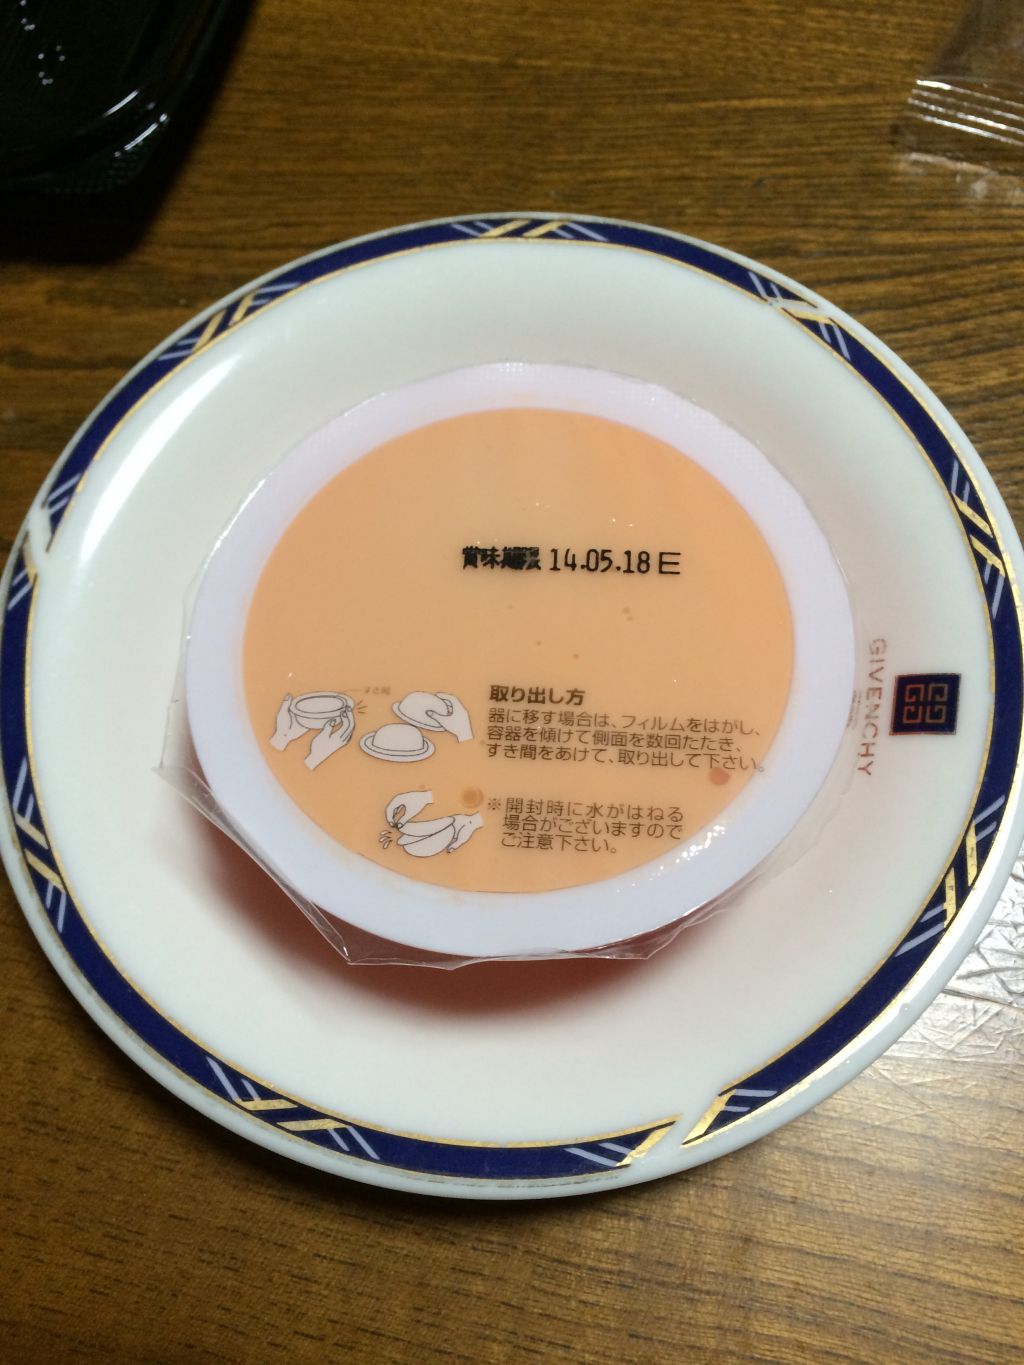 賞味期限 14.05.18 E
すき間
取り出し方
器に移す場合は、フィルムをはがし、
容器を傾けて側面を数回たたき、
すき間をあけて、取り出して下さい。
※開封時に水がはねる
場合がございますので
ご注意下さい。
GIVENCHY